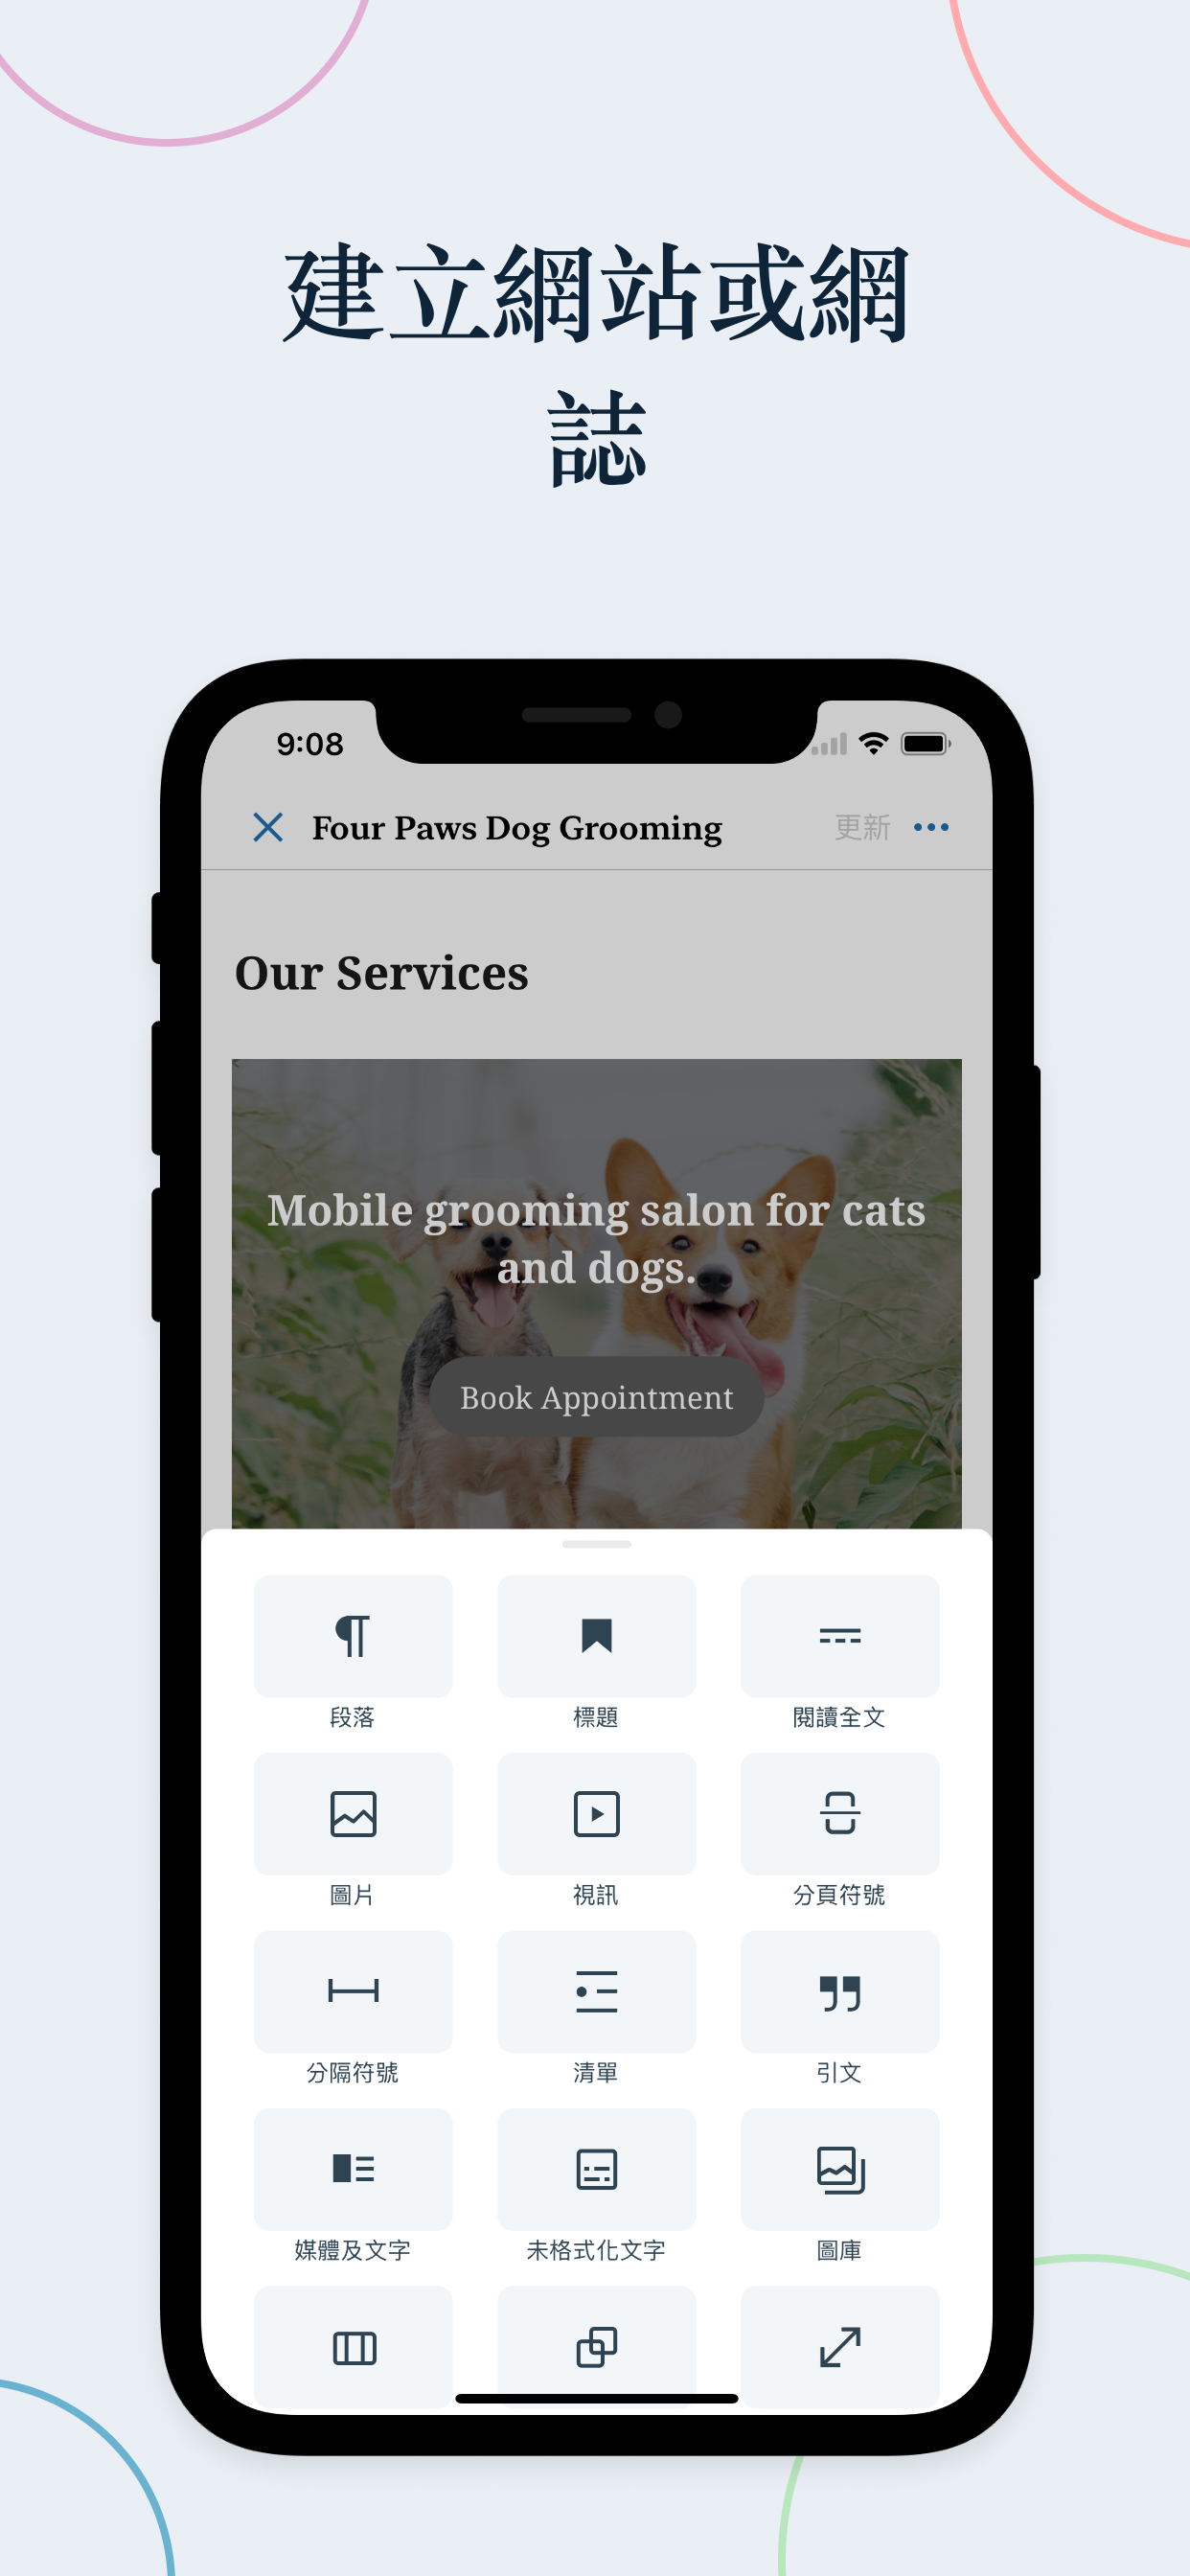 建立網站或網
誌
9:08
Four Paws Dog Grooming 更新
Our Services
Mobile grooming salon for cats
and dogs.
Book Appointment
段落 標題 閱讀全文
圖片 視訊 分頁符號
分隔符號 清單 引文
媒體及文字 未格式化文字 圖庫